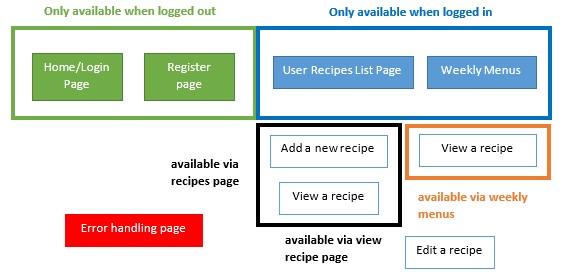 Only available when logged out
Only available when logged in
Home/Login
Page
Register
page
User Recipes List Page
Weekly Menus
available via
recipes page
Add a new recipe
View a recipe
View a recipe
available via weekly
menus
Error handling page
available via view
recipe page
Edit a recipe